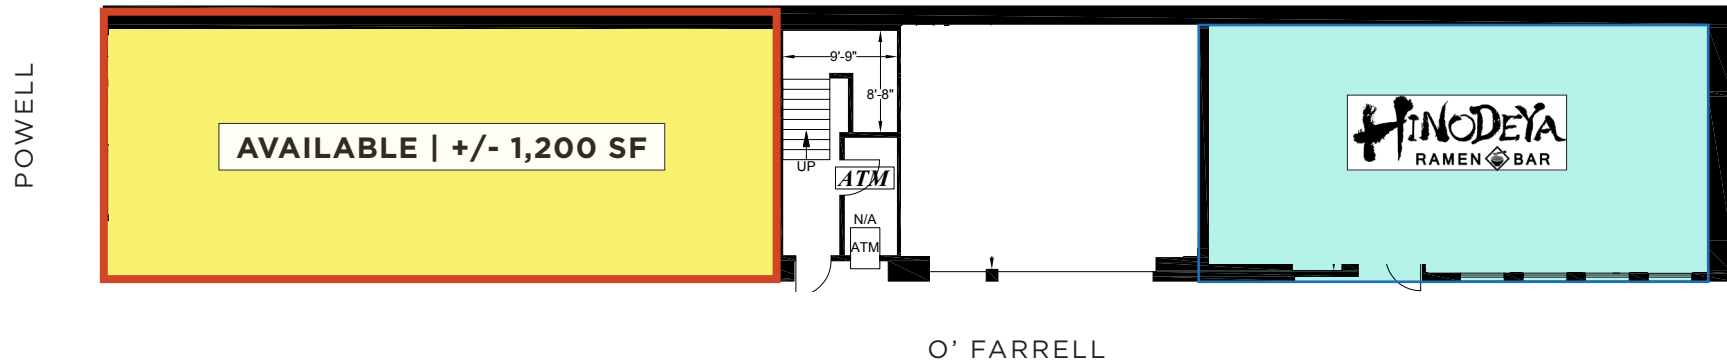 POWELL
AVAILABLE | +/- 1,200 SF
9'-9"
8'-8"
UP
ATM
N/A
ATM
HINODEYA
RAMEN BAR
O' FARRELL